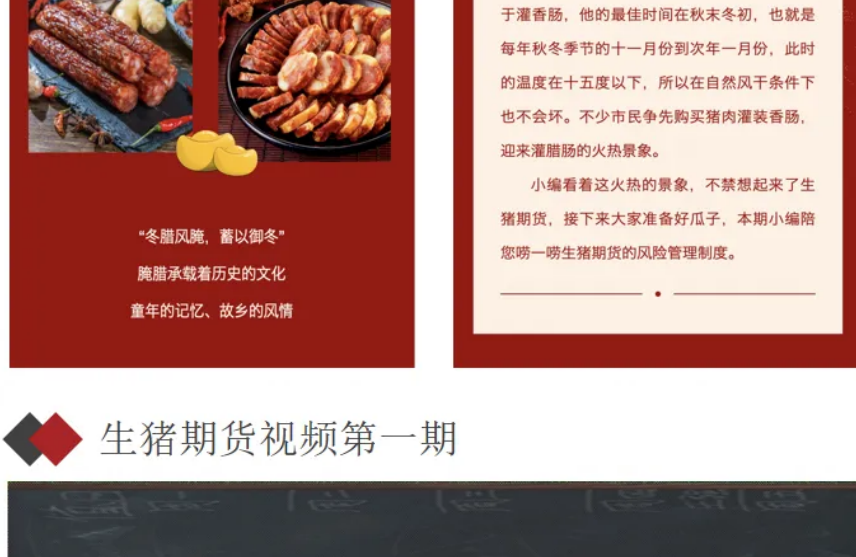 “冬腊风腌，蓄以御冬”
腌腊承载着历史的文化
童年的记忆、故乡的风情
于灌香肠，他的最佳时间在秋末冬初，也就是
每年秋冬季节的十一月份到次年一月份，此时
的温度在十五度以下，所以在自然风干条件下
也不会坏。不少市民争先购买猪肉灌装香肠，
迎来灌腊肠的火热景象。
小编看着这火热的景象，不禁想起来了生
猪期货，接下来大家准备好瓜子，本期小编陪
您唠一唠生猪期货的风险管理制度。
生猪期货视频第一期